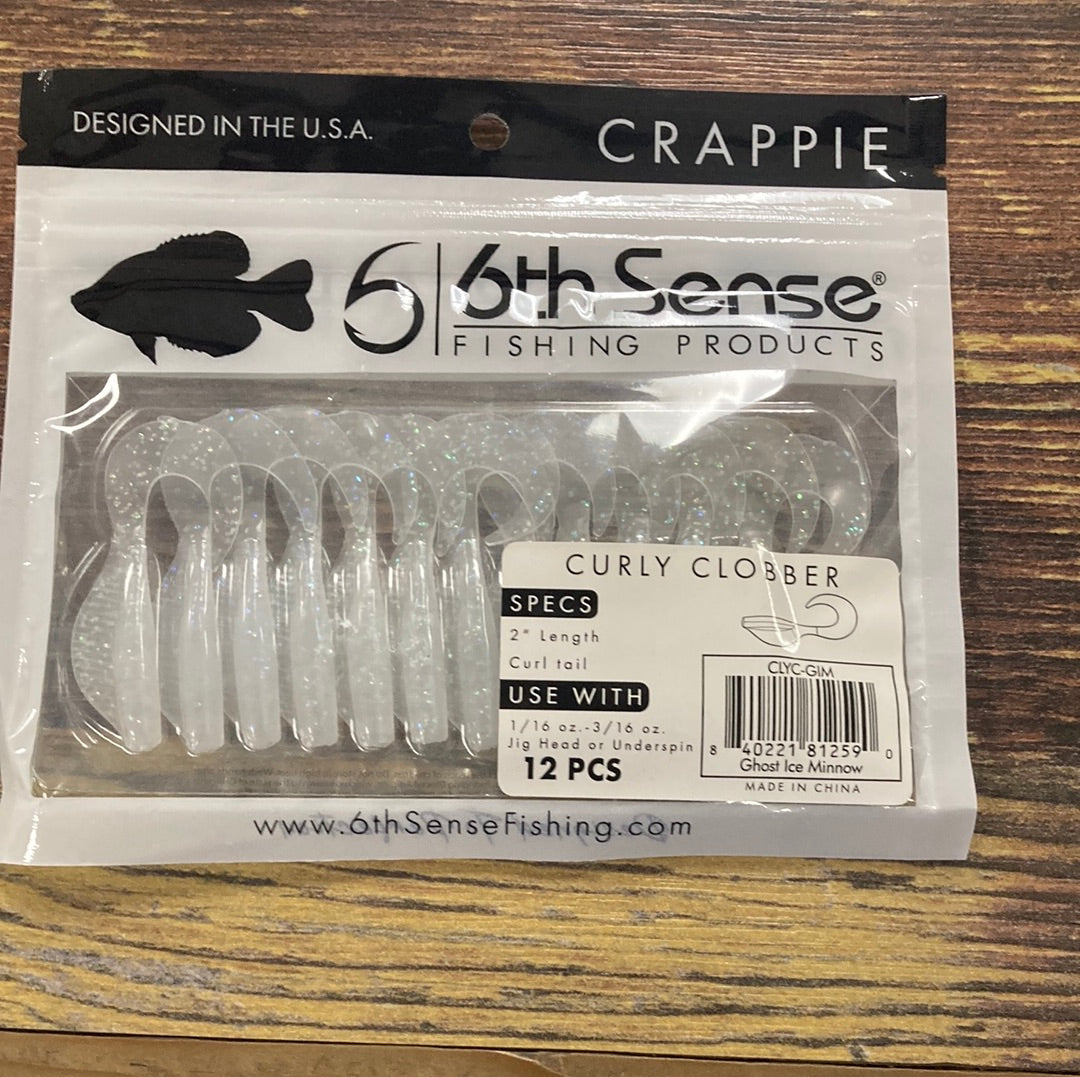 DESIGNED IN THE U.S.A.
CRAPPIE
6 6th Sense®
FISHING PRODUCTS
CURLY CLOBBER
SPECS
2" Length
Curl tail
USE WITH
1/16 oz.-3/16 oz.
Jig Head or Underspin
12 PCS
CLYC-GIM
8 40221 81259 0
Ghost Ice Minnow
MADE IN CHINA
www.6thSenseFishing.com